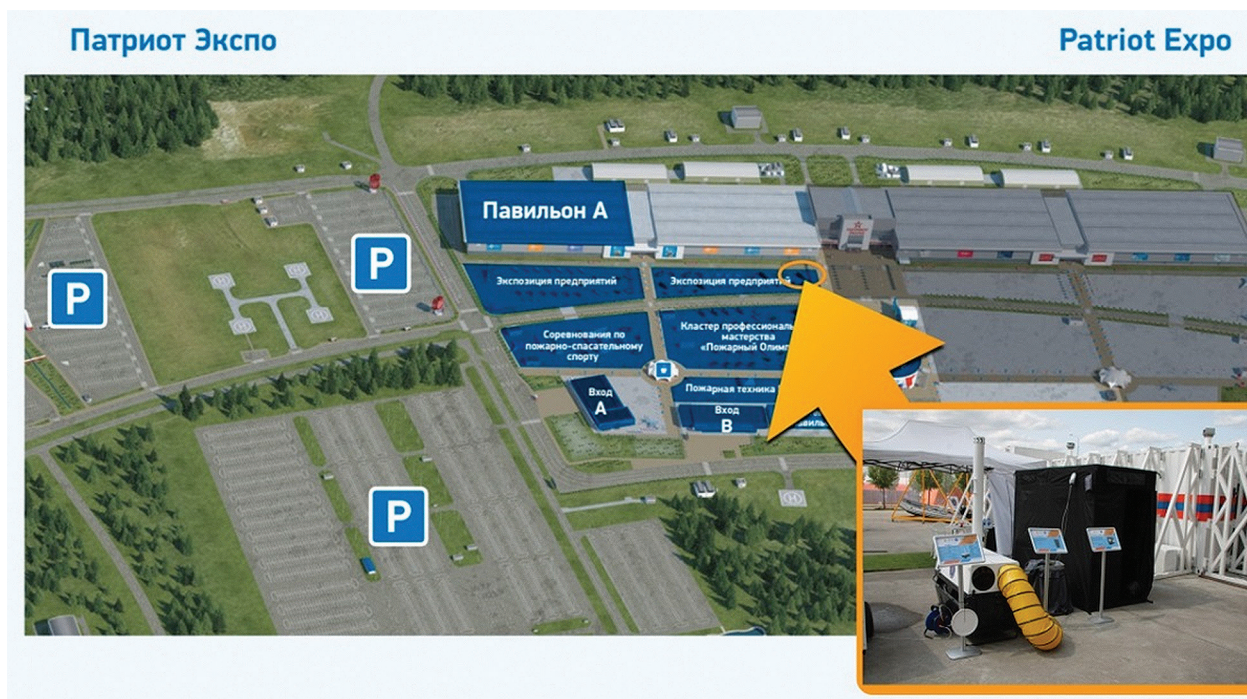 Патриот Экспо
Patriot Expo
Павильон А
Экспозиция предприятий
Экспозиция предприятий
Соревнования по
пожарно-спасательному
спорту
Кластер профессиональ
мастерства
«Пожарный Олимп
Пожарная техника
Вход
А
Вход
В
P
P
P
H
H
H
H
H